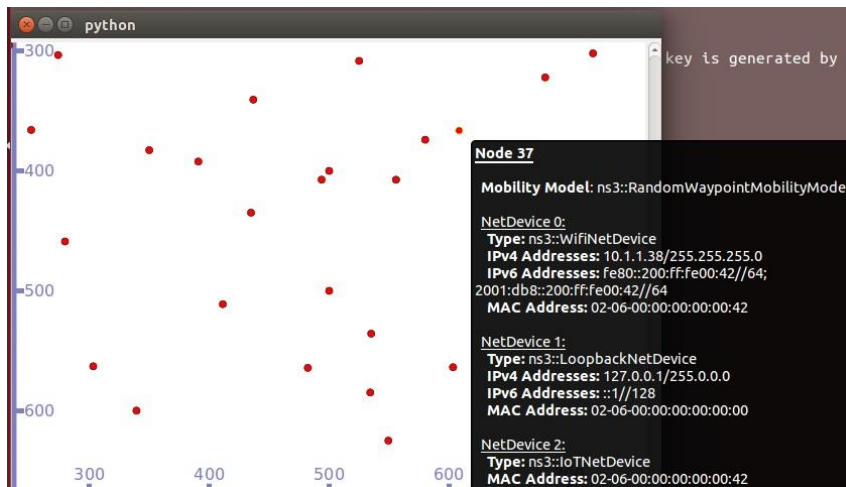 python
key is generated by
300
400
500
600
300
400
500
600
Node 37
Mobility Model: ns3::RandomWaypointMobilityMode
NetDevice 0:
Type: ns3::WifiNetDevice
IPv4 Addresses: 10.1.1.38/255.255.255.0
IPv6 Addresses: fe80::200:ff:fe00:42//64;
2001:db8::200:ff:fe00:42//64
MAC Address: 02-06-00:00:00:00:00:42
NetDevice 1:
Type: ns3::LoopbackNetDevice
IPv4 Addresses: 127.0.0.1/255.0.0.0
IPv6 Addresses: ::1//128
MAC Address: 02-06-00:00:00:00:00:00
NetDevice 2:
Type: ns3::IoTNetDevice
MAC Address: 02-06-00:00:00:00:00:42